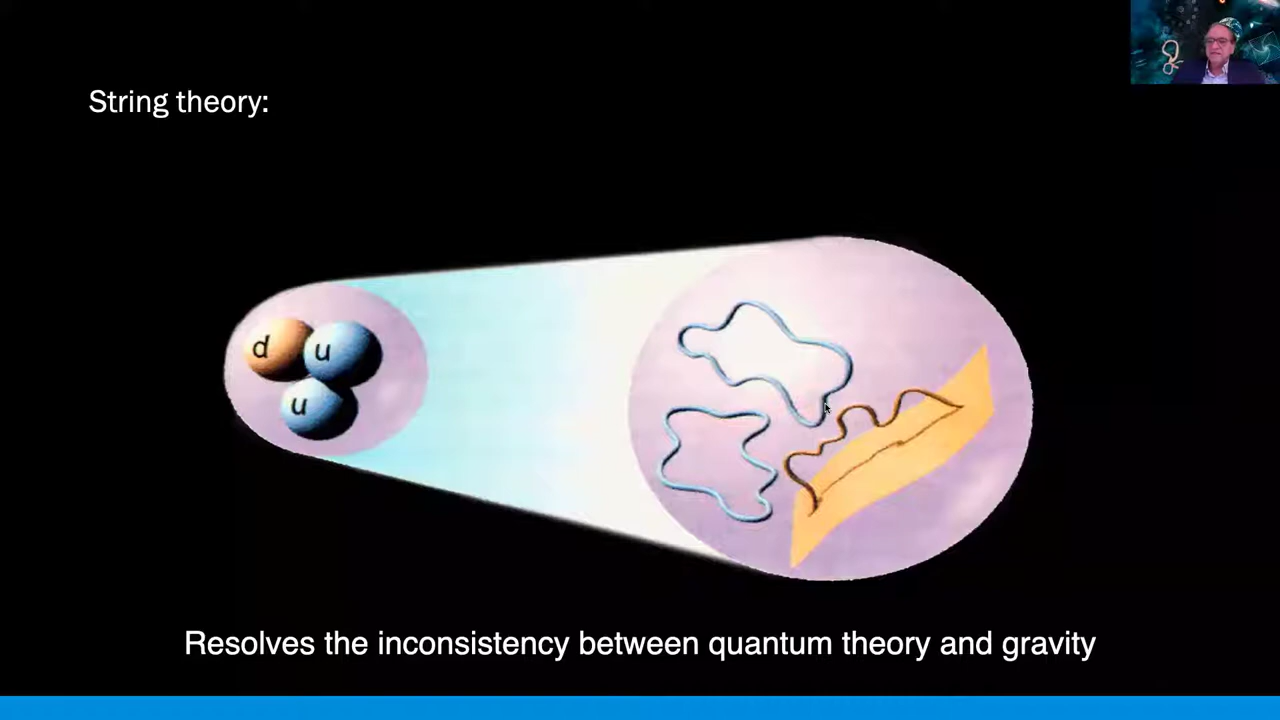 String theory:
d
u
u
Resolves the inconsistency between quantum theory and gravity